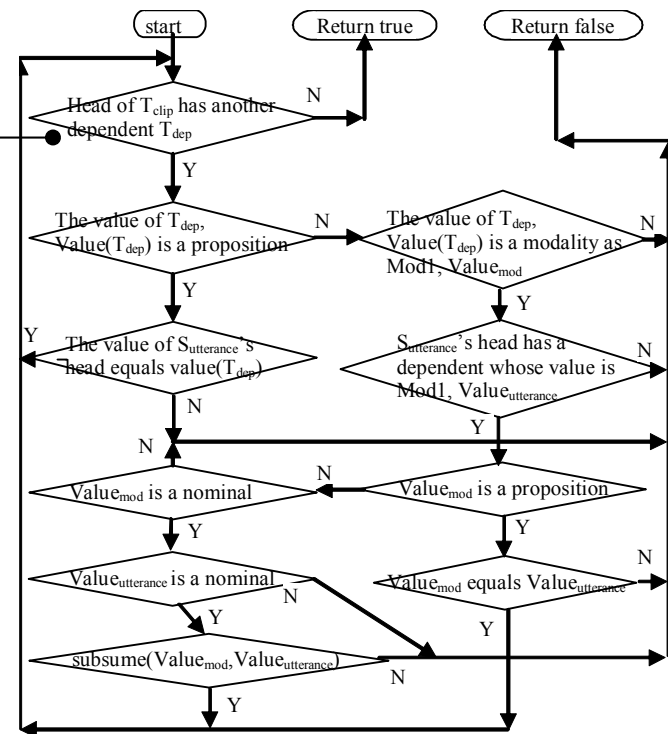 start
Return true
Return false
Head of T_clip has another
dependent T_dep
N
Y
The value of T_dep,
Value(T_dep) is a proposition
N
The value of T_dep,
Value(T_dep) is a modality as
Mod1, Value_mod
N
Y
Y
Y
The value of S_utterance's
head equals value(T_dep)
N
S_utterance's head has a
dependent whose value is
Mod1, Value_utterance
N
Y
N
Value_mod is a nominal
N
Value_mod is a proposition
Y
Y
Value_utterance is a nominal
N
Value_mod equals Value_utterance
N
Y
Y
subsume(Value_mod,Value_utterance)
N
Y